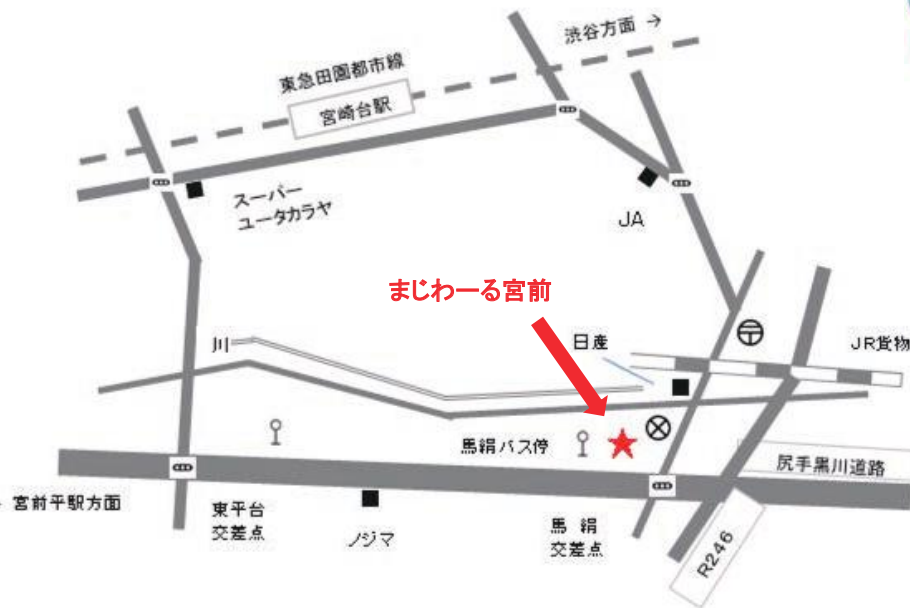 渋谷方面 →
東急田園都市線
宮崎台駅
スーパー
ユータカラヤ
JA
まじわーる宮前
川
日産
JR貨物
馬絹バス停
尻手黒川道路
宮前平駅方面
東平台
交差点
ノジマ
馬 絹
交差点
R246